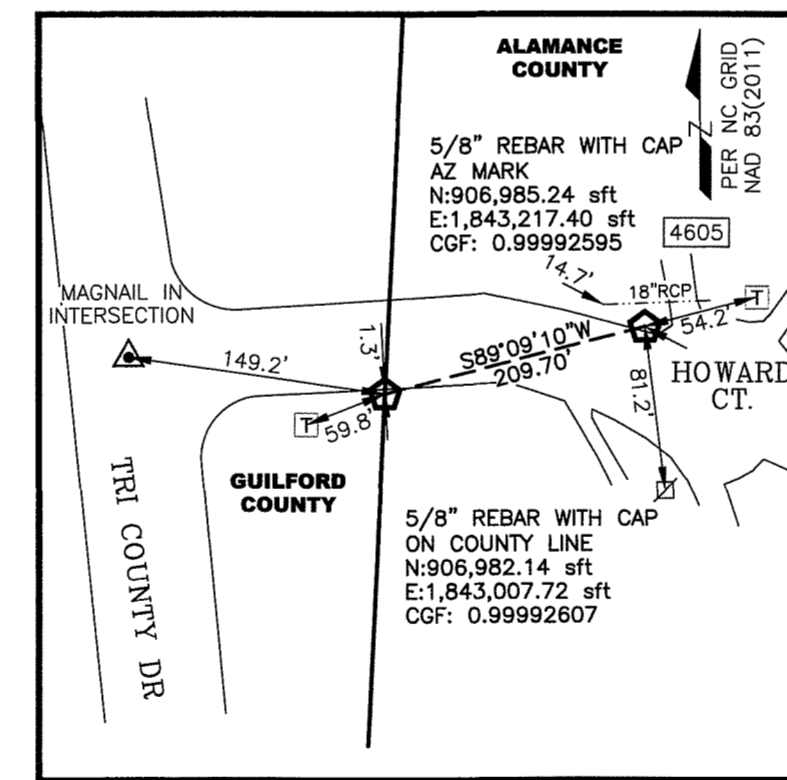 ALAMANCE
COUNTY
PER NC GRID
NAD 83(2011)
Z
5/8" REBAR WITH CAP
AZ MARK
N:906,985.24 sft
E:1,843,217.40 sft
CGF: 0.99992595
4605
14.7'
18"RCP
T
54.2'
MAGNAIL IN
INTERSECTION
149.2'
1.3'
S89°09'10"W
209.70'
HOWARD
CT.
81.2'
T
59.8'
GUILFORD
COUNTY
TRI COUNTY DR
5/8" REBAR WITH CAP
ON COUNTY LINE
N:906,982.14 sft
E:1,843,007.72 sft
CGF: 0.99992607